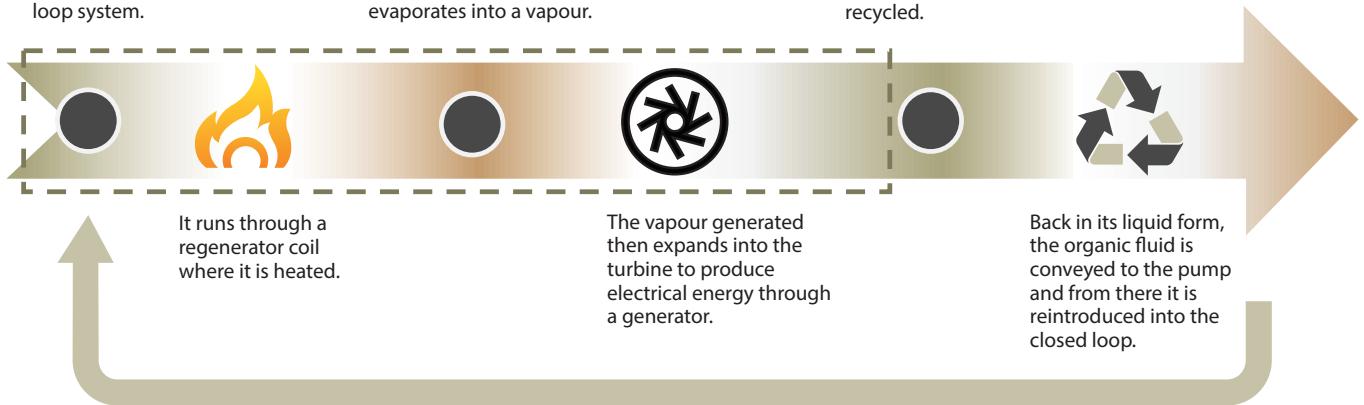 loop system.
evaporates into a vapour.
recycled.
It runs through a
regenerator coil
where it is heated.
The vapour generated
then expands into the
turbine to produce
electrical energy through
a generator.
Back in its liquid form,
the organic fluid is
conveyed to the pump
and from there it is
reintroduced into the
closed loop.